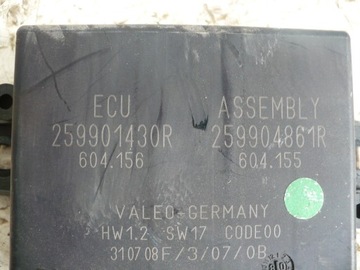 ECU ASSEMBLY
259901430R 259904861R
604.156 604.155
VALEO-GERMANY
HW1.2 SW17 CODE00
310708F/3/07/0B